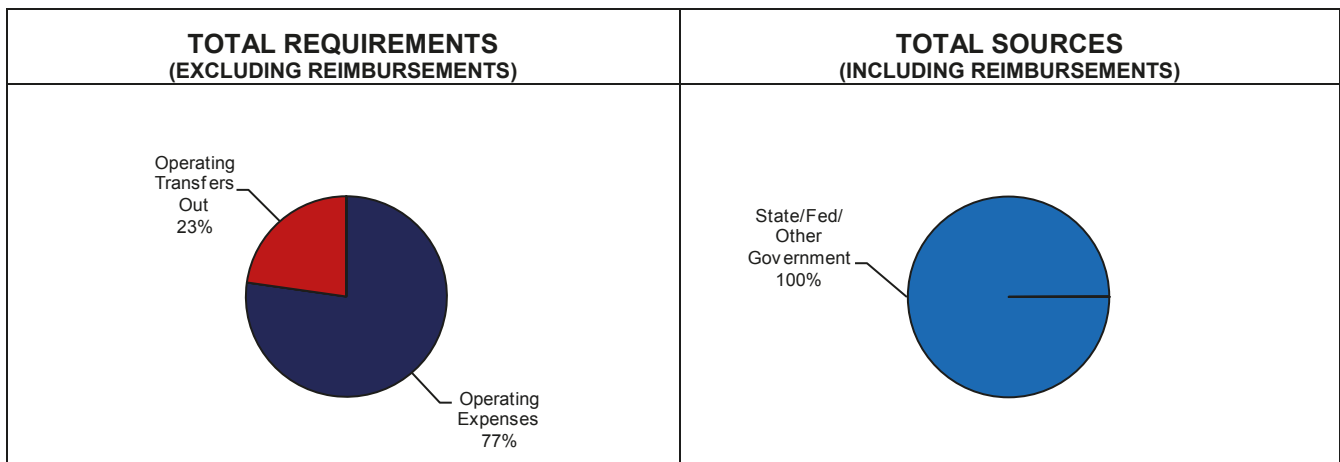 TOTAL REQUIREMENTS
(EXCLUDING REIMBURSEMENTS)
Operating
Transfers
Out
23%
Operating
Expenses
77%
TOTAL SOURCES
(INCLUDING REIMBURSEMENTS)
State/Fed/
Other
Government
100%